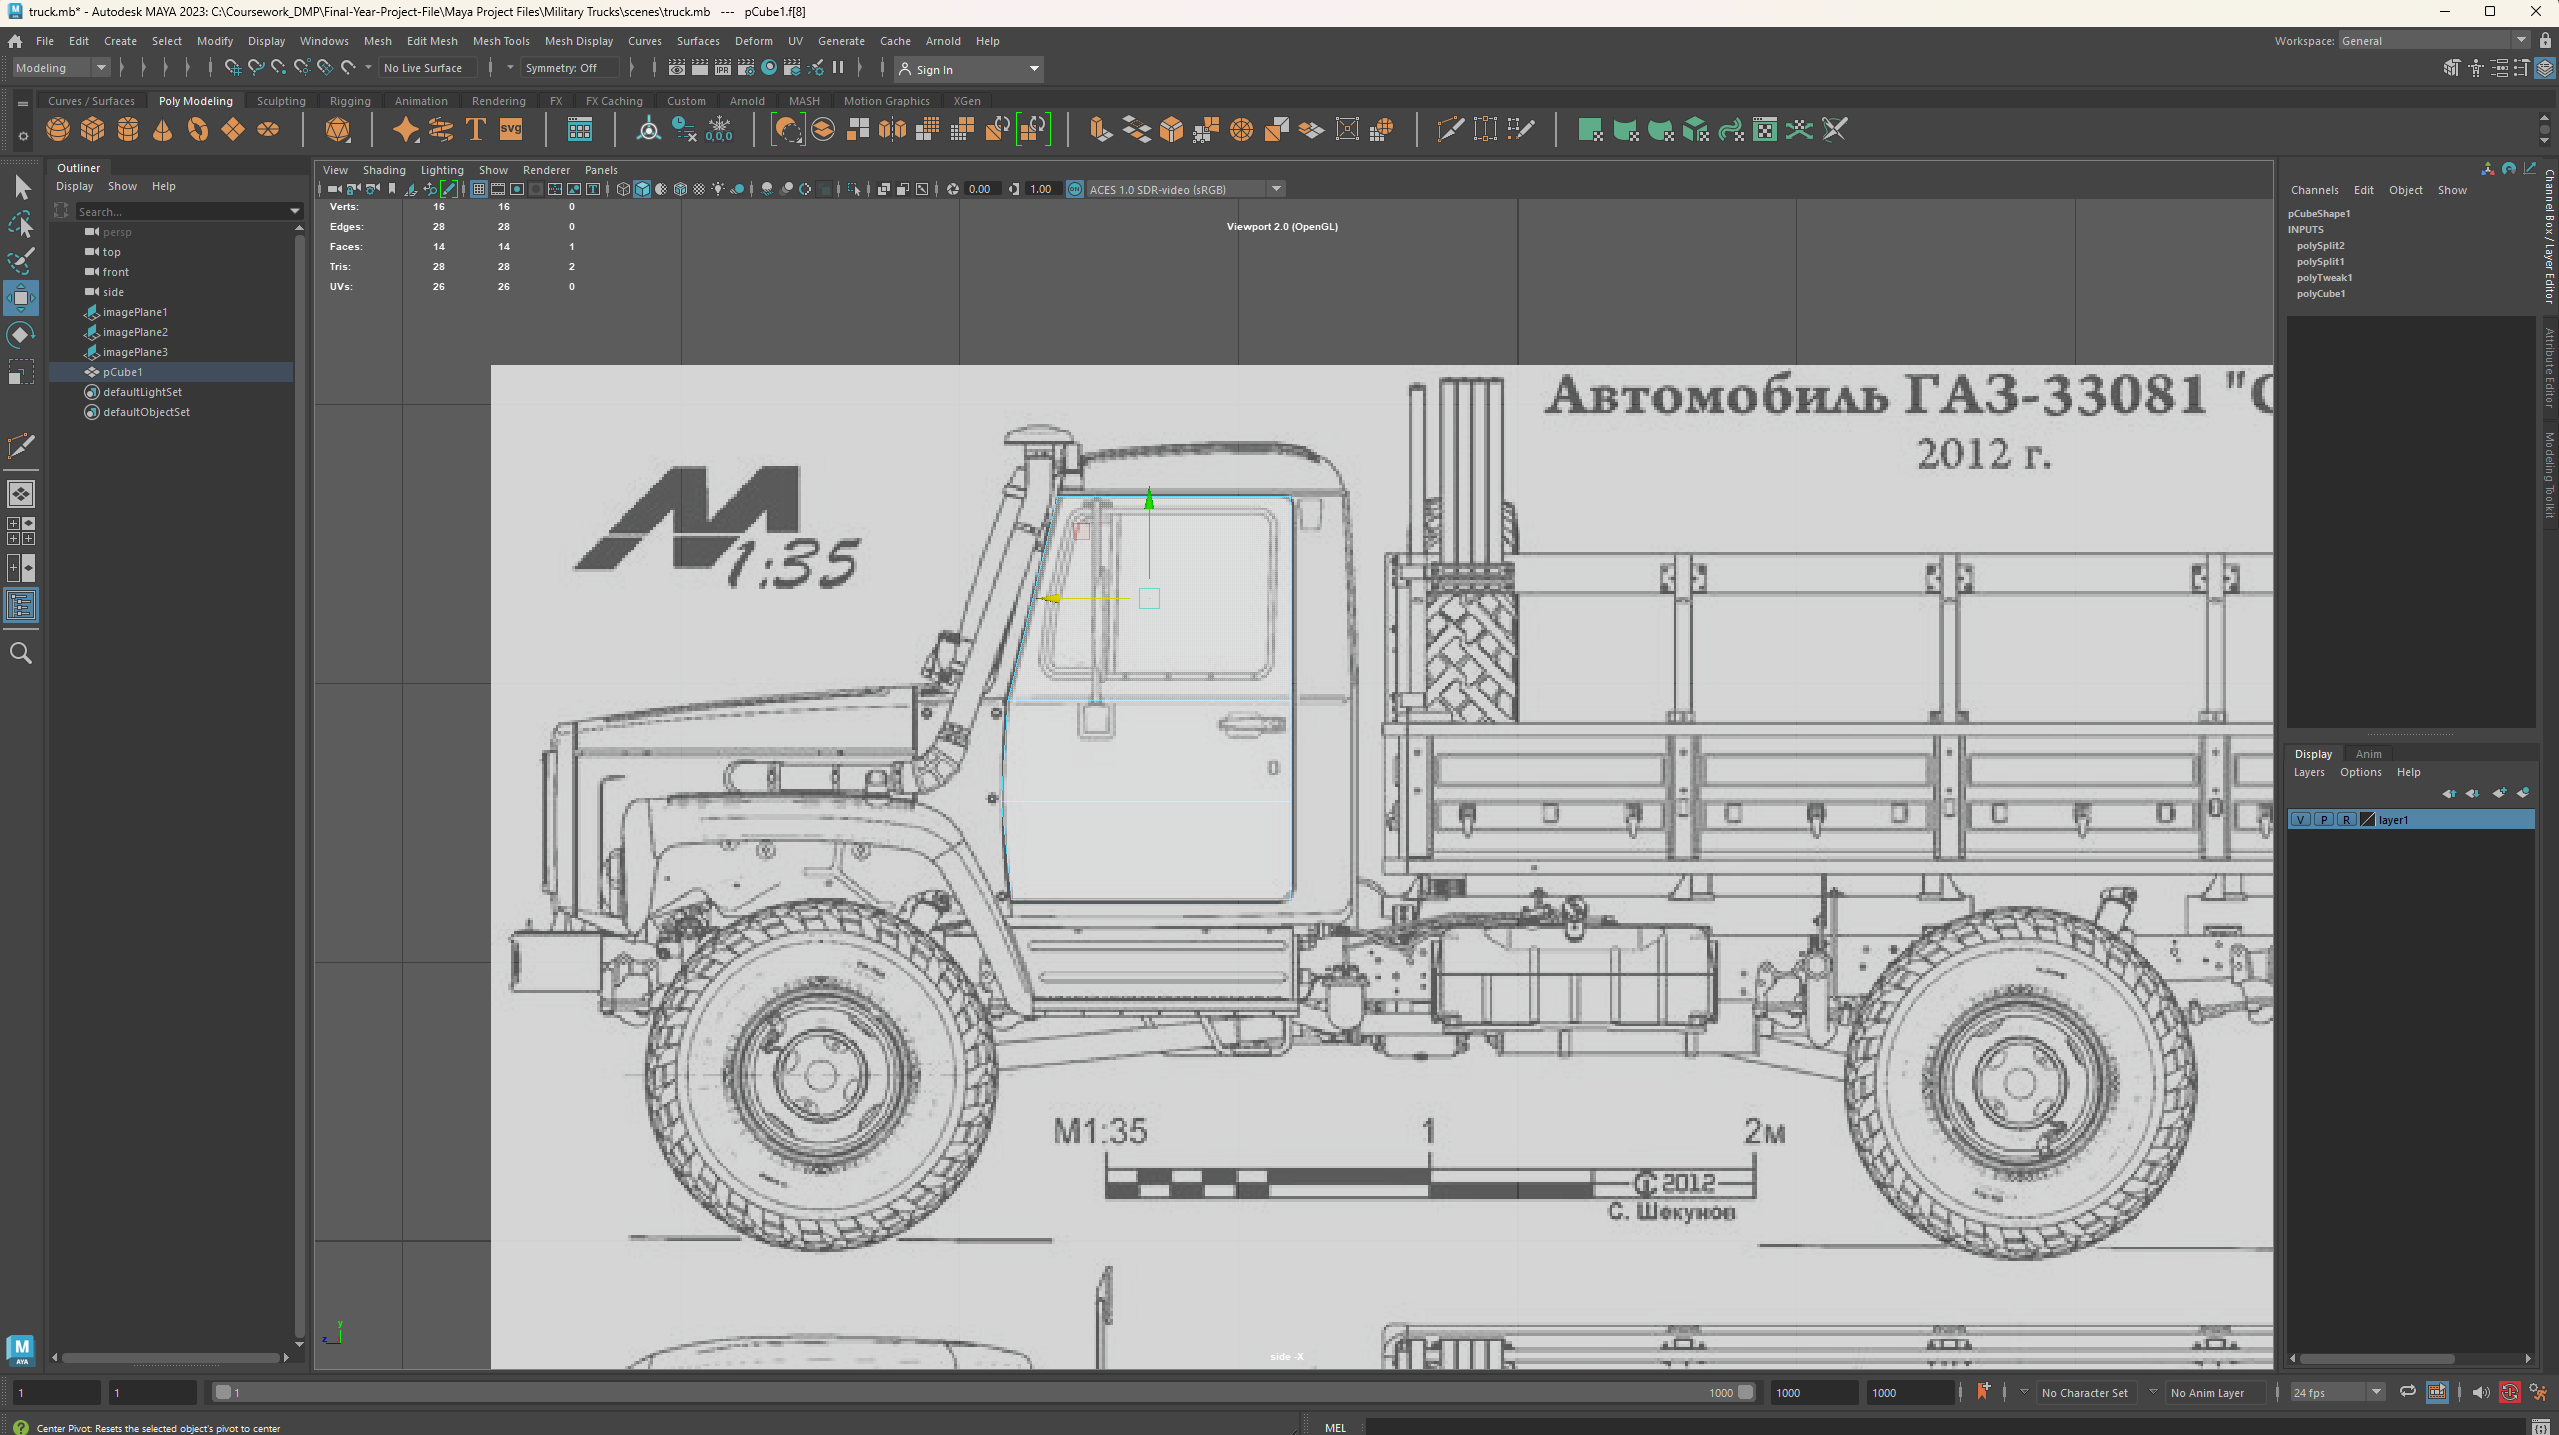 truck.mb* - Autodesk MAYA 2023: C:\Coursework_DMP\Final-Year-Project-File\Maya Project Files\Military Trucks\scenes\truck.mb --- pCube1.f[8]
File Edit Create Select Modify Display Windows Mesh Edit Mesh Mesh Tools Mesh Display Curves Surfaces Deform UV Generate Cache Arnold Help
Workspace: General
Modeling No Live Surface Symmetry: Off Sign In
IPR
Curves / Surfaces Poly Modeling Sculpting Rigging Animation Rendering FX FX Caching Custom Arnold MASH Motion Graphics XGen
T SVG 0,0,0
Outliner
Display Show Help
Search...
persp
top
front
side
imagePlane1
imagePlane2
imagePlane3
pCube1
defaultLightSet
defaultObjectSet
View Shading Lighting Show Renderer Panels
0.00 1.00 ON ACES 1.0 SDR-video (sRGB)
Verts: 16 16 0
Edges: 28 28 0
Faces: 14 14 1
Tris: 28 28 2
UVs: 26 26 0
Viewport 2.0 (OpenGL)
Автомобиль ГАЗ-33081 "С
2012 г.
М
1:35
М1:35 1 2м
© 2012
С. Шекунов
y
z
side -X
Channels Edit Object Show
pCubeShape1
INPUTS
polySplit2
polySplit1
polyTweak1
polyCube1
Channel Box / Layer Editor
Attribute Editor
Modeling Toolkit
Display Anim
Layers Options Help
V P R layer1
M
AYA
1 1 1 1000 1000 1000 No Character Set No Anim Layer 24 fps
Center Pivot: Resets the selected object's pivot to center
MEL